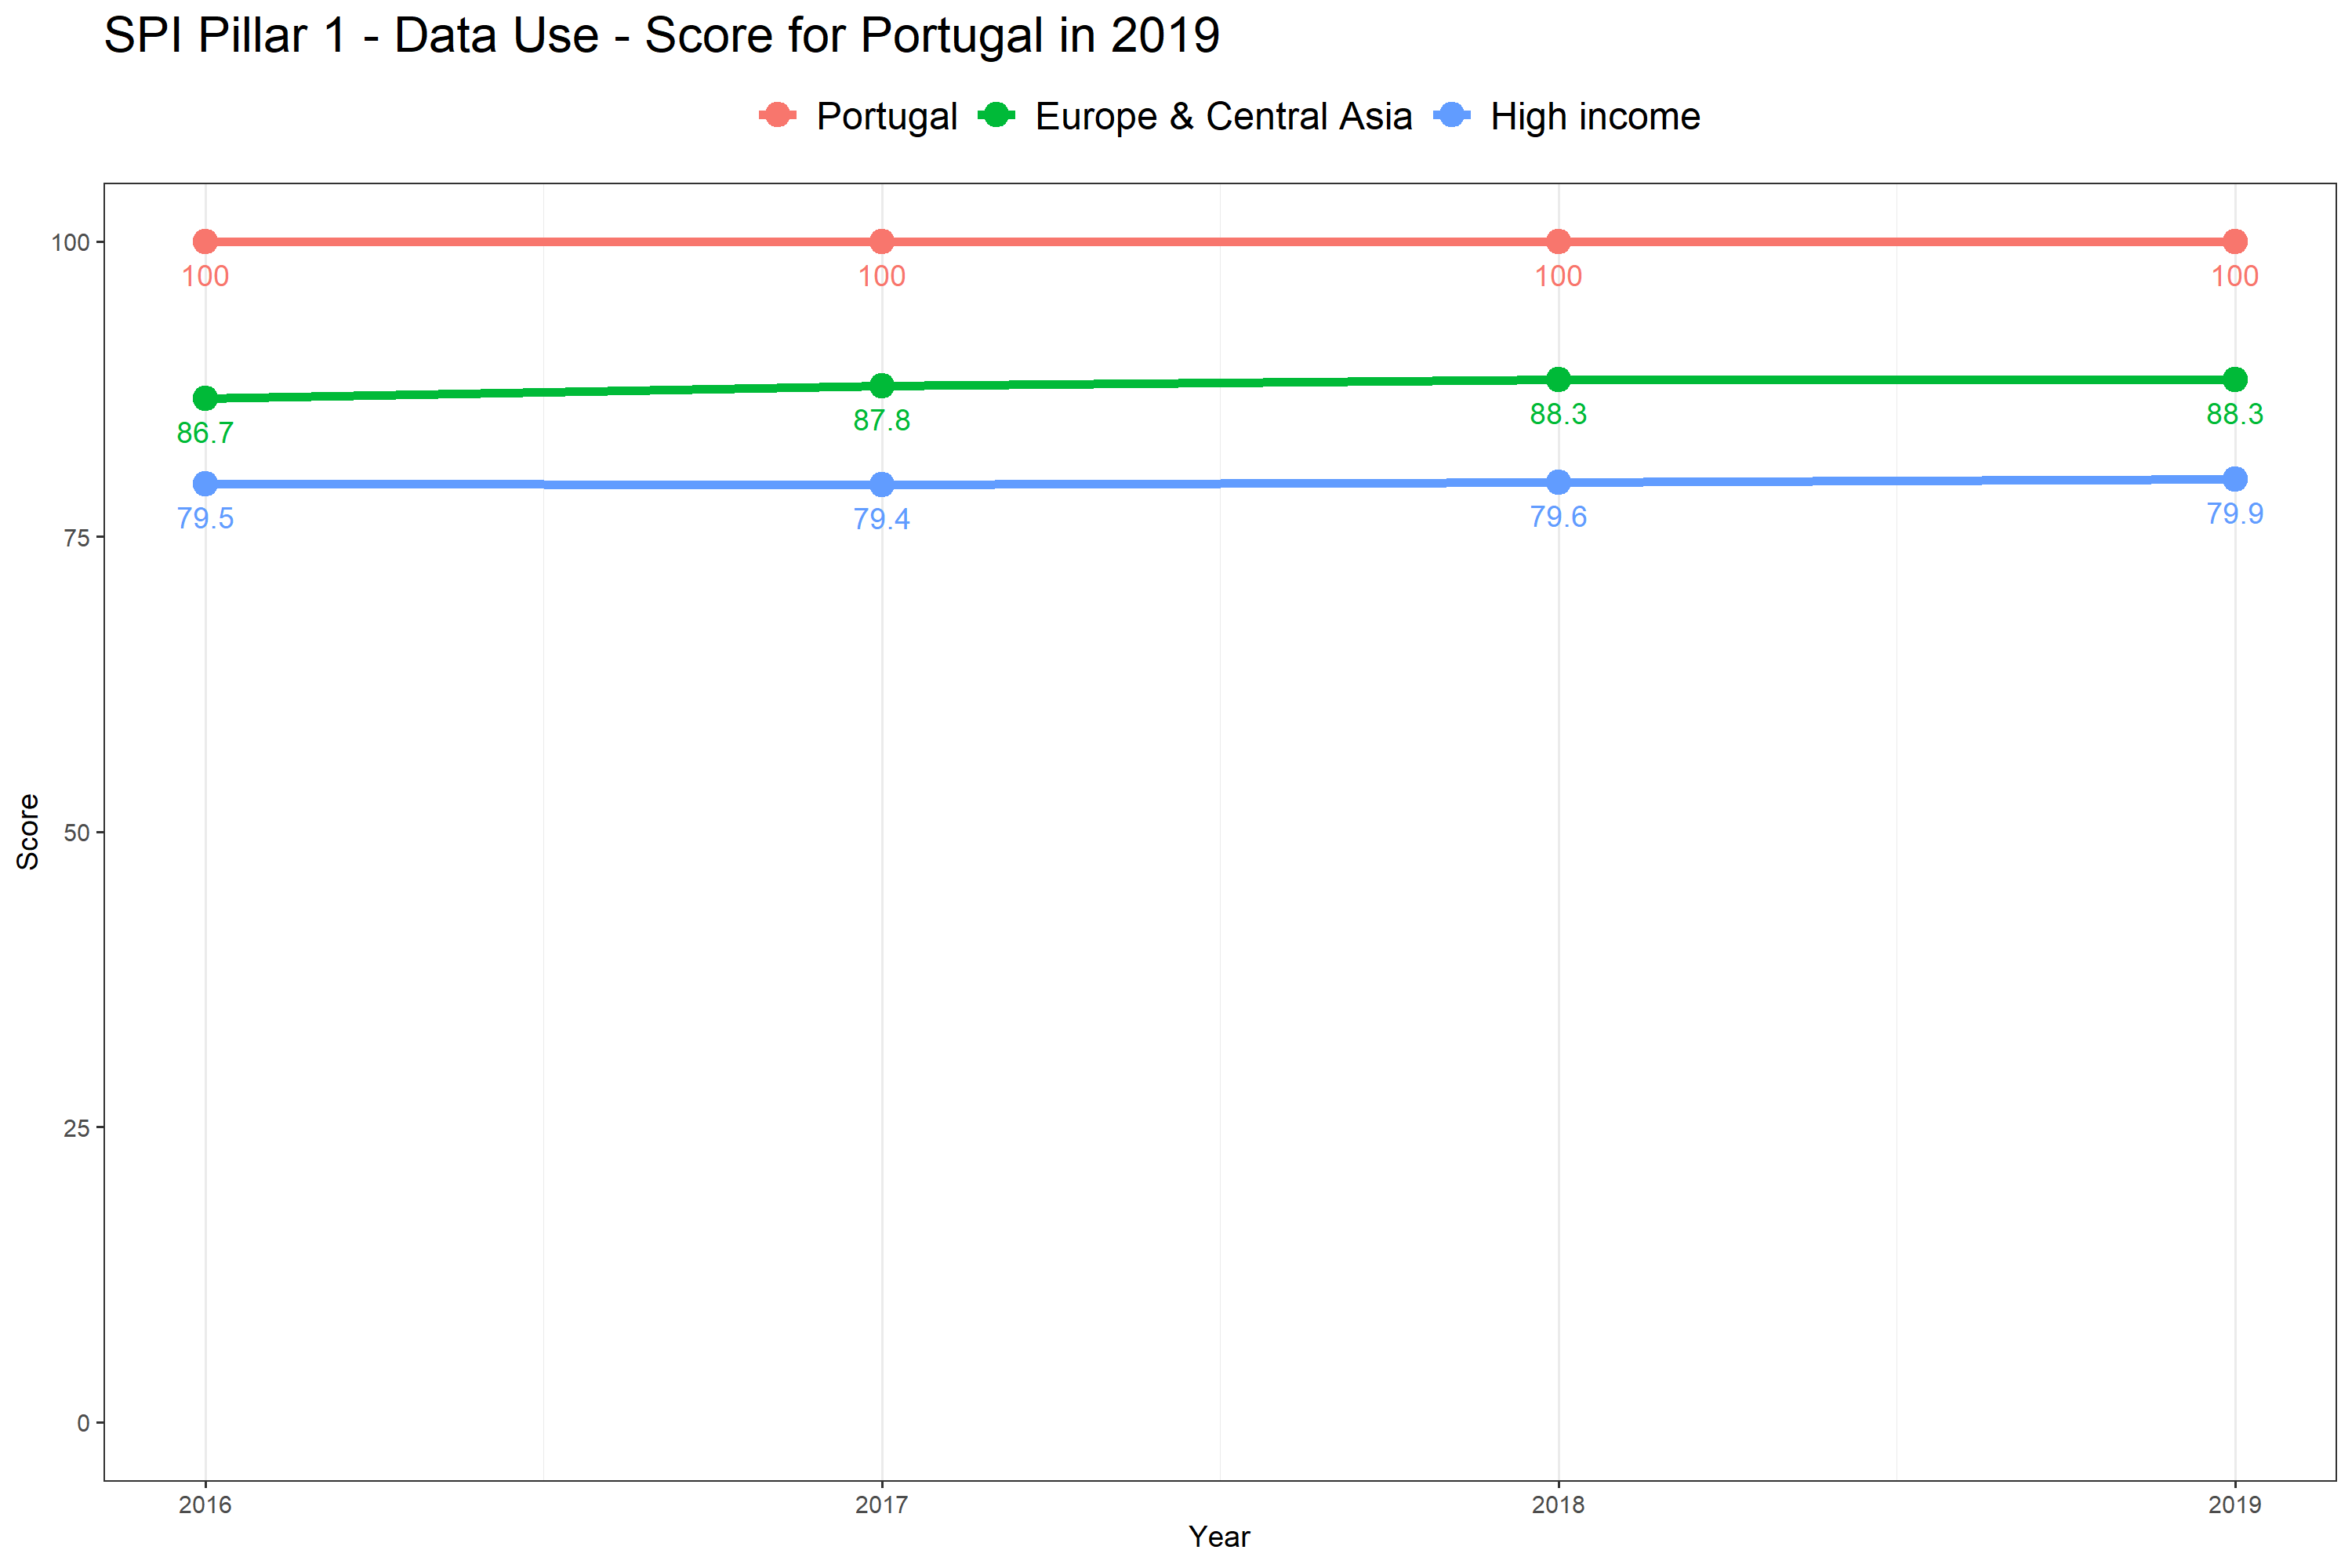 SPI Pillar 1 - Data Use - Score for Portugal in 2019
Portugal Europe & Central Asia High income
100
100 100 100 100
86.7 87.8 88.3 88.3
79.5 79.4 79.6 79.9
75
50
Score
25
0
2016 2017 2018 2019
Year